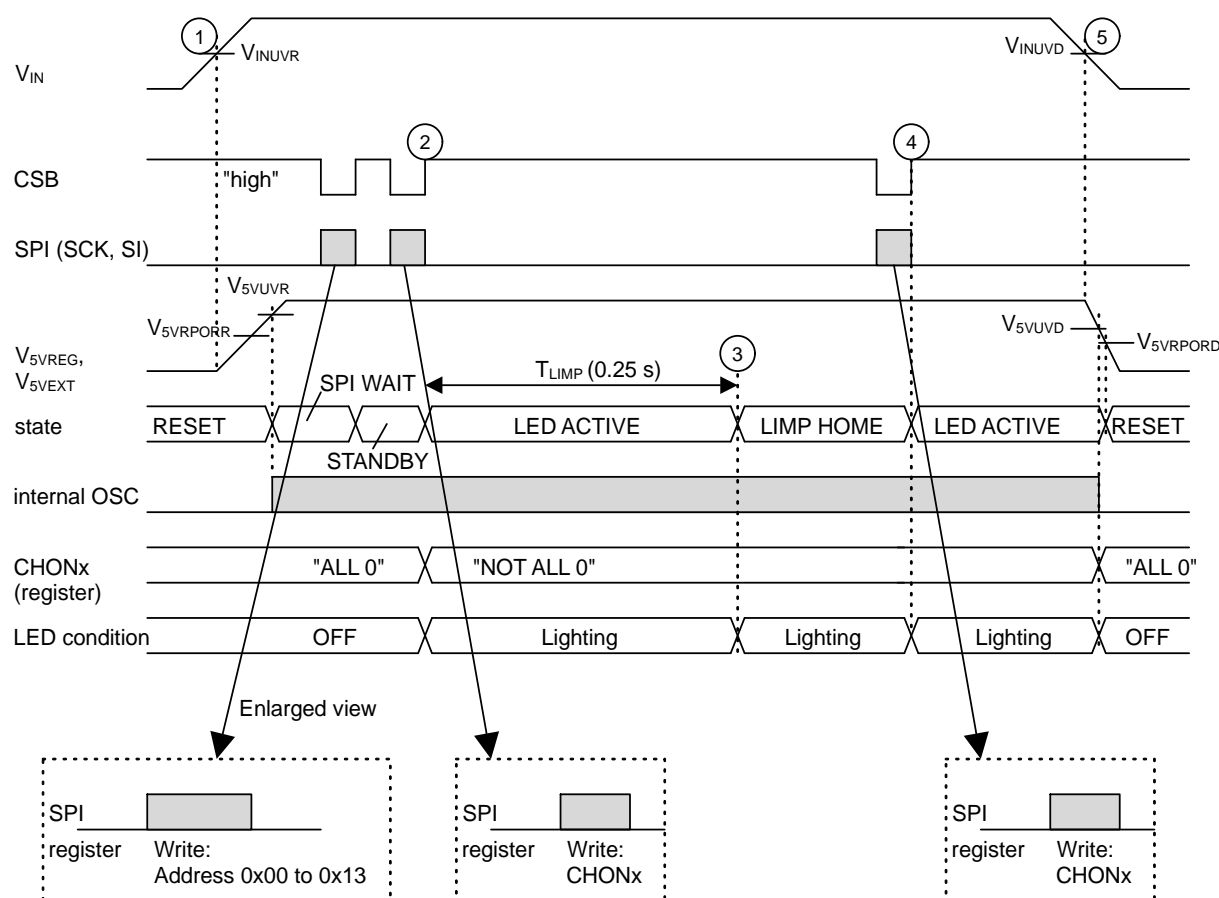 1
V_INUVR
V_INUVD
5
V_IN
2
4
CSB
"high"
SPI (SCK, SI)
V_5VUVR
V_5VRPORR
V_5VUVD
V_5VRPORD
V_5VREG,
V_5VEXT
3
T_LIMP (0.25 s)
SPI WAIT
state
RESET
LED ACTIVE
LIMP HOME
LED ACTIVE
RESET
STANDBY
internal OSC
CHONx
(register)
"ALL 0"
"NOT ALL 0"
"ALL 0"
LED condition
OFF
Lighting
Lighting
Lighting
OFF
Enlarged view
SPI
register
Write:
Address 0x00 to 0x13
SPI
register
Write:
CHONx
SPI
register
Write:
CHONx